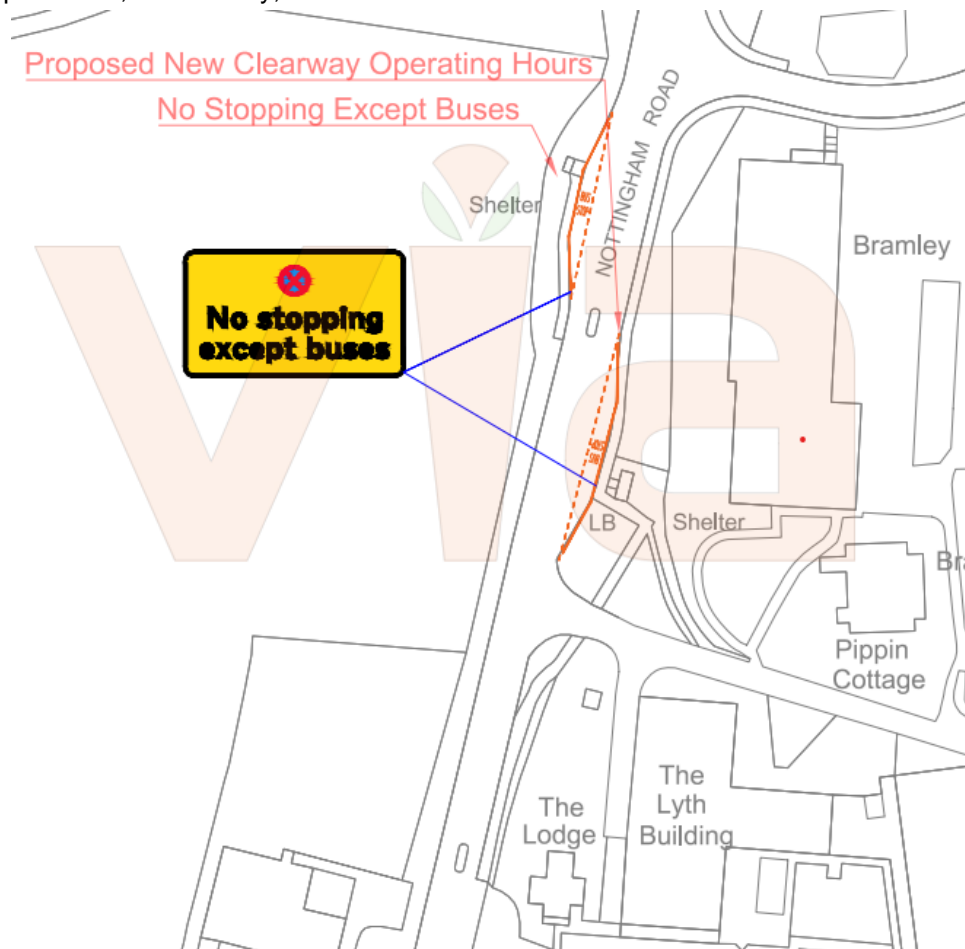 Proposed New Clearway Operating Hours
No Stopping Except Buses
NOTTINGHAM ROAD
Shelter
Bramley
No stopping
except buses
via
LB
Shelter
Pippin
Cottage
The
Lyth
Building
The
Lodge